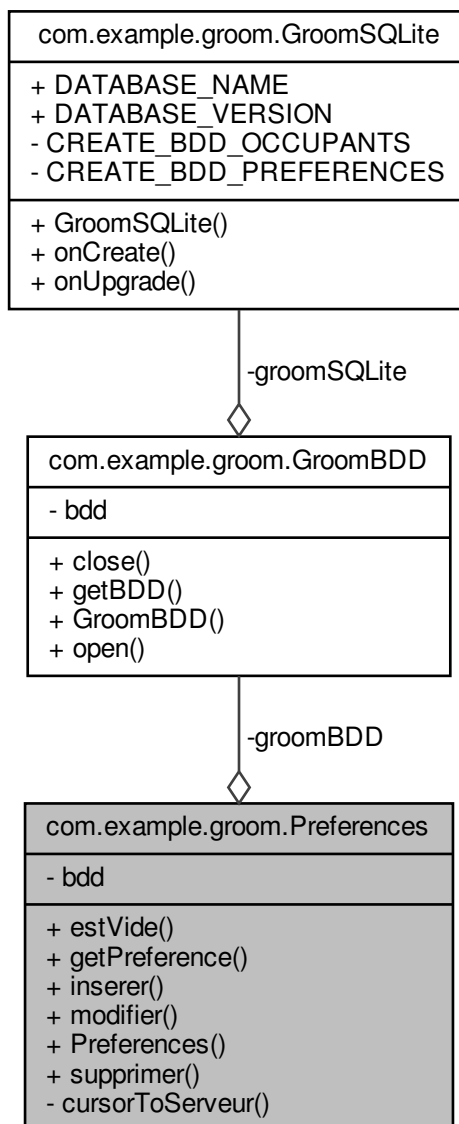 com.example.groom.GroomSQLite
+ DATABASE_NAME
+ DATABASE_VERSION
- CREATE_BDD_OCCUPANTS
- CREATE_BDD_PREFERENCES
+ GroomSQLite()
+ onCreate()
+ onUpgrade()
-groomSQLite
com.example.groom.GroomBDD
- bdd
+ close()
+ getBDD()
+ GroomBDD()
+ open()
-groomBDD
com.example.groom.Preferences
- bdd
+ estVide()
+ getPreference()
+ inserer()
+ modifier()
+ Preferences()
+ supprimer()
- cursorToServeur()